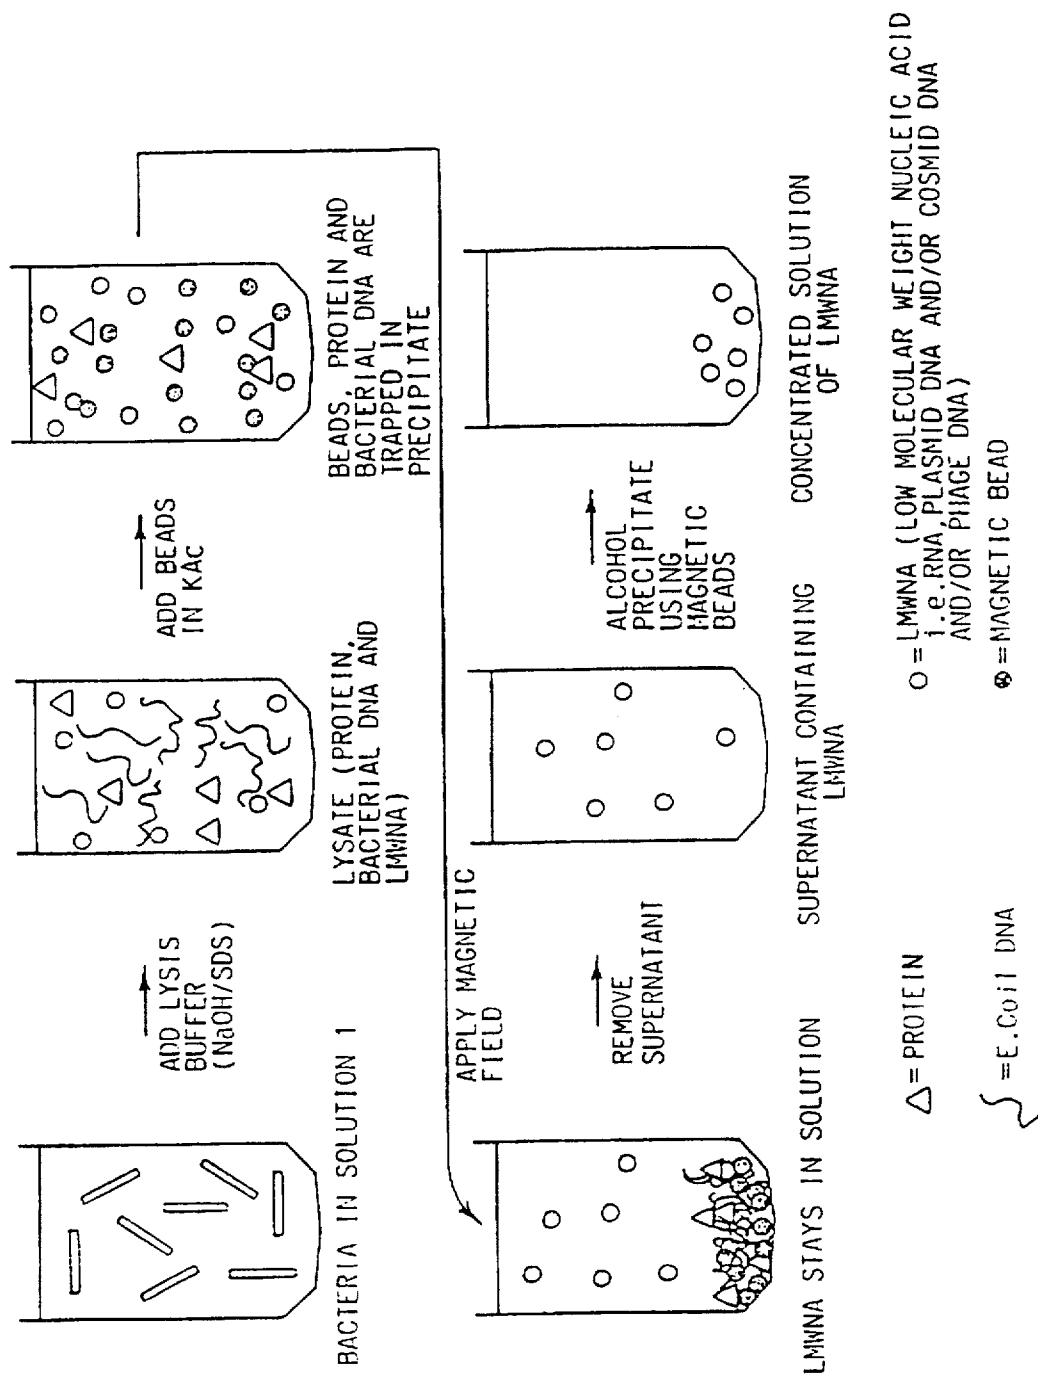 BACTERIA IN SOLUTION 1
ADD LYSIS
BUFFER
(NaOH/SDS)
LYSATE (PROTEIN,
BACTERIAL DNA AND
LMWNA)
ADD BEADS
IN KAc
BEADS, PROTEIN AND
BACTERIAL DNA ARE
TRAPPED IN
PRECIPITATE
APPLY MAGNETIC
FIELD
LMWNA STAYS IN SOLUTION
REMOVE
SUPERNATANT
SUPERNATANT CONTAINING
LMWNA
ALCOHOL
PRECIPITATE
USING
MAGNETIC
BEADS
CONCENTRATED SOLUTION
OF LMWNA
= PROTEIN
=E.Coil DNA
=LMWNA (LOW MOLECULAR WEIGHT NUCLEIC ACID
i.e.RNA,PLASMID DNA AND/OR COSMID DNA
AND/OR PHAGE DNA)
=MAGNETIC BEAD